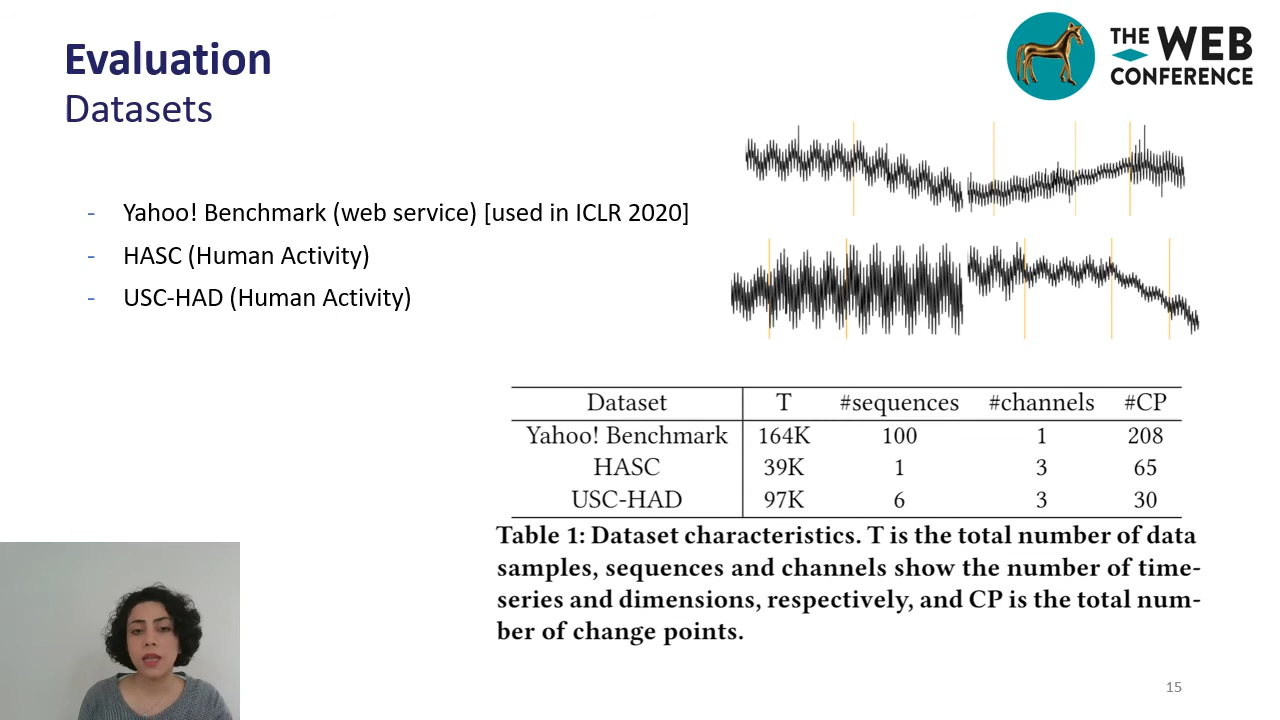 Evaluation
Datasets
THE WEB
CONFERENCE
- Yahoo! Benchmark (web service) [used in ICLR 2020]
- HASC (Human Activity)
- USC-HAD (Human Activity)
Dataset T #sequences #channels #CP
Yahoo! Benchmark 164K 100 1 208
HASC 39K 1 3 65
USC-HAD 97K 6 3 30
Table 1: Dataset characteristics. T is the total number of data
samples, sequences and channels show the number of time-
series and dimensions, respectively, and CP is the total num-
ber of change points.
15